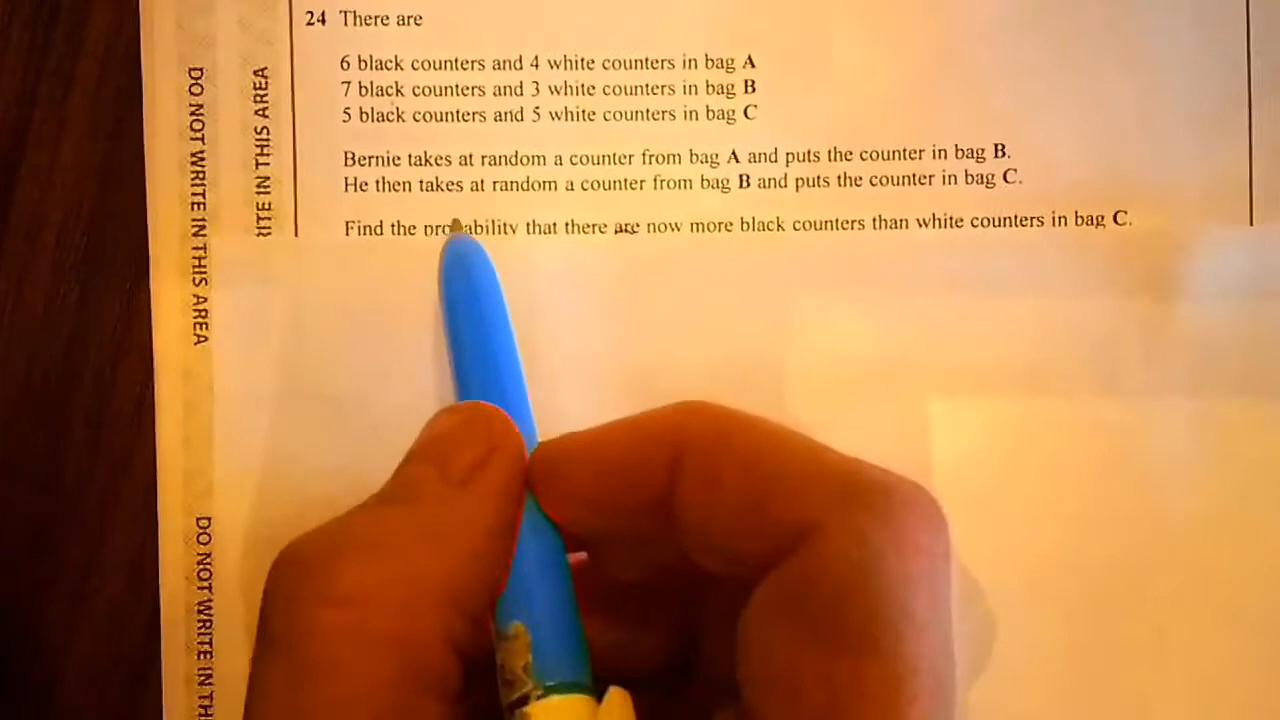 24 There are
6 black counters and 4 white counters in bag A
7 black counters and 3 white counters in bag B
5 black counters and 5 white counters in bag C
Bernie takes at random a counter from bag A and puts the counter in bag B.
He then takes at random a counter from bag B and puts the counter in bag C.
Find the probability that there are now more black counters than white counters in bag C.
DO NOT WRITE IN THIS AREA
RITE IN THIS AREA
DO NOT WRITE IN TH